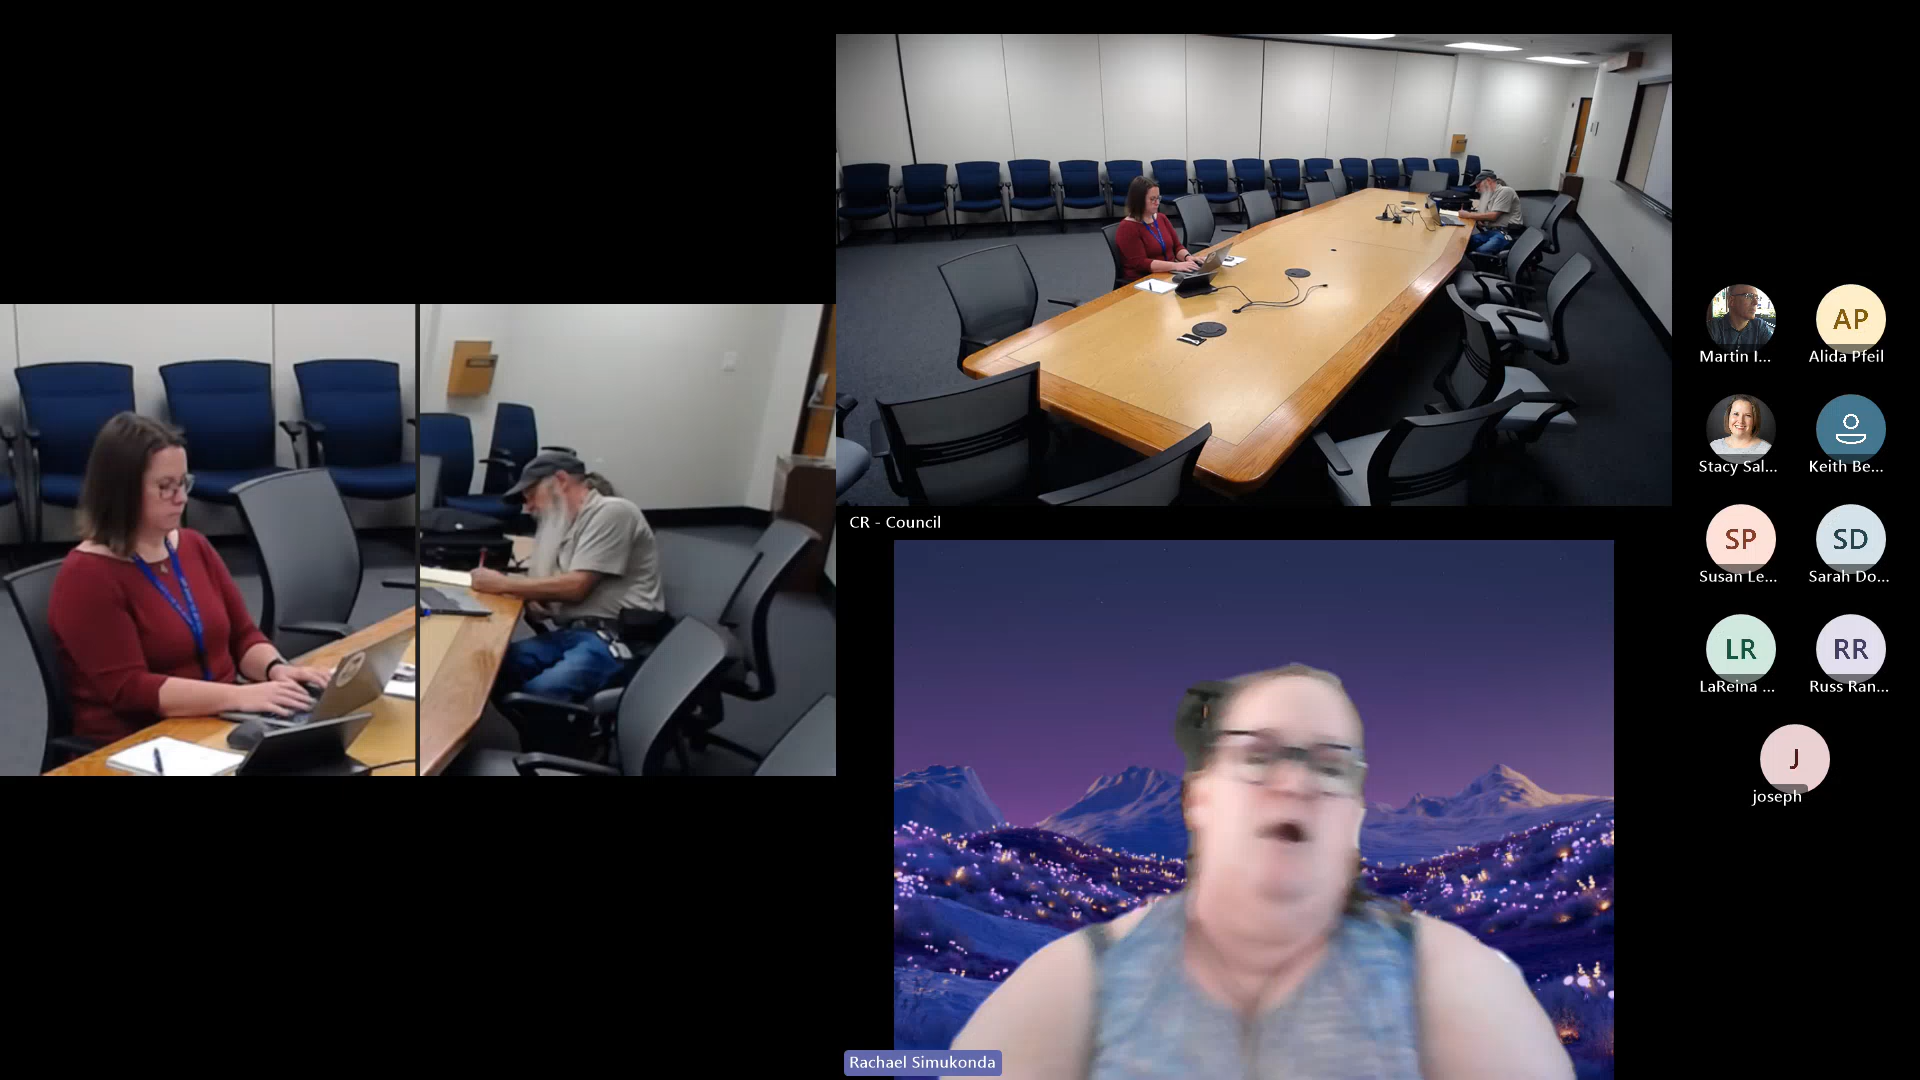 CR - Council
Rachael Simukonda
Martin I...
AP
Alida Pfeil
Stacy Sal...
Keith Be...
SP
Susan Le...
SD
Sarah Do...
LR
LaReina ...
RR
Russ Ran...
J
joseph